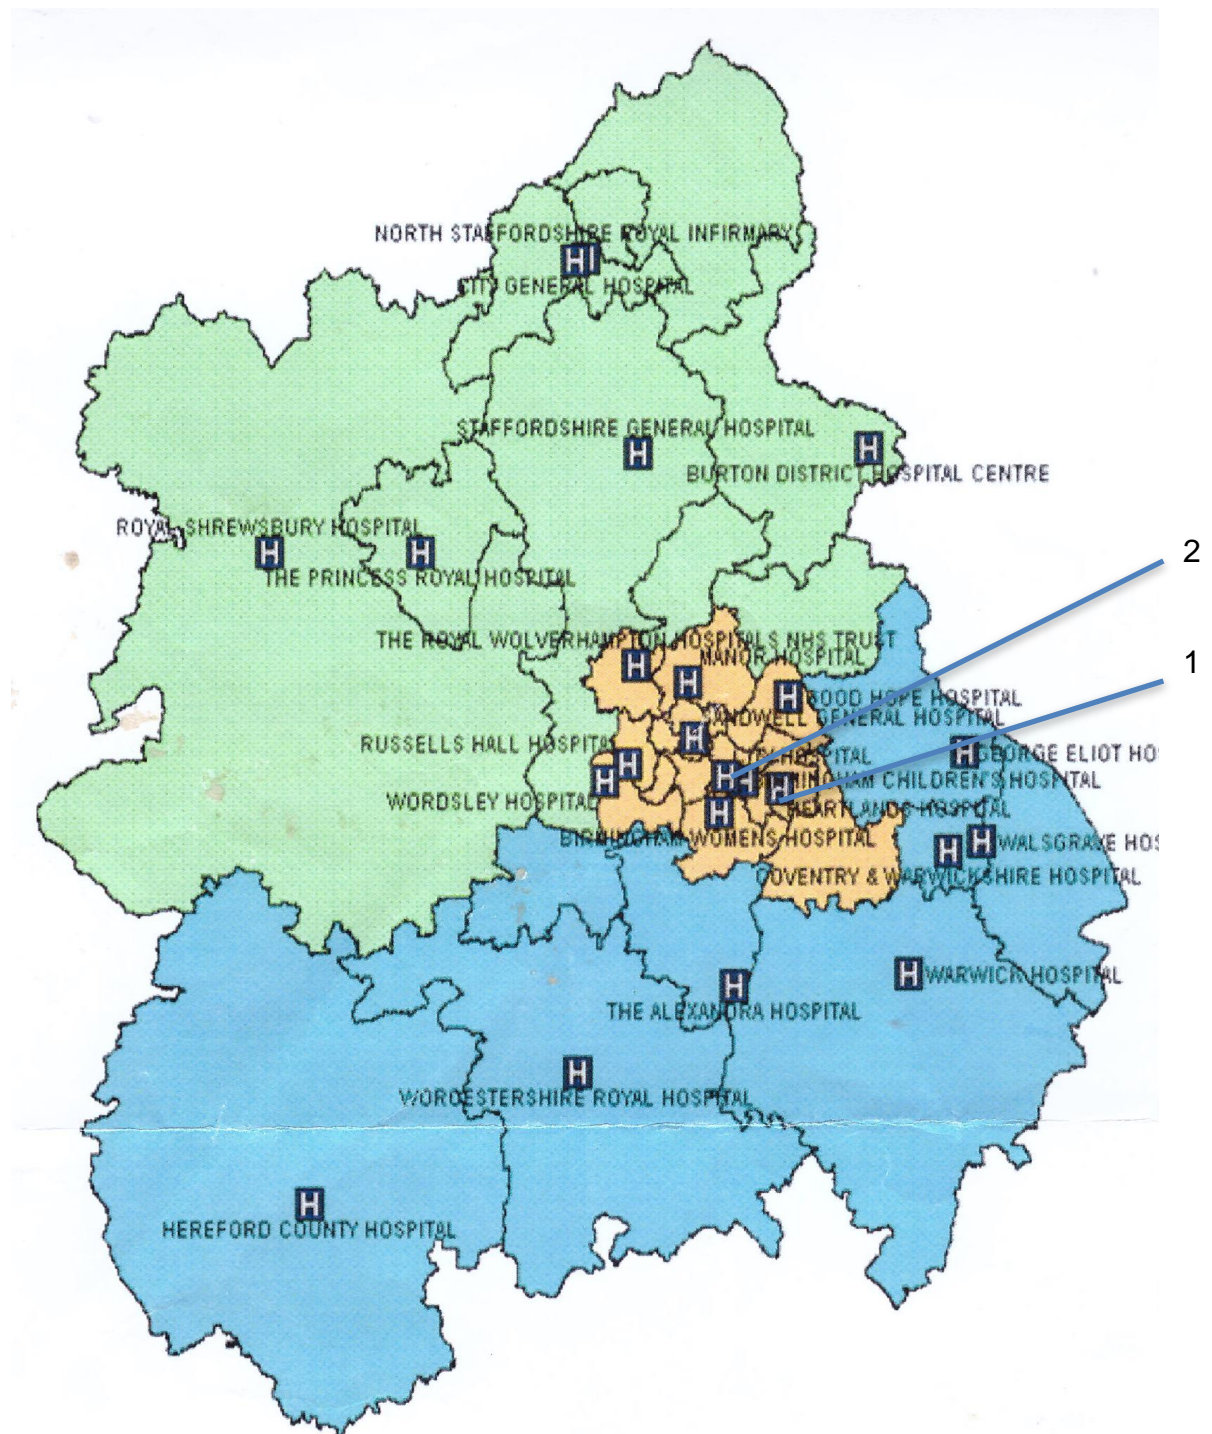 NORTH STAFFORDSHIRE ROYAL INFIRMARY
H
CITY GENERAL HOSPITAL
STAFFORDSHIRE GENERAL HOSPITAL
H
H
BURTON DISTRICT HOSPITAL CENTRE
ROYAL SHREWSBURY HOSPITAL
H
H
THE PRINCESS ROYAL HOSPITAL
2
THE ROYAL WOLVERHAMPTON HOSPITALS NHS TRUST
H
MANOR HOSPITAL
H
1
H
GOOD HOPE HOSPITAL
SANDWELL GENERAL HOSPITAL
H
RUSSELLS HALL HOSPITAL
H
HOSPITAL
H
GEORGE ELIOT HOS
H
BIRMINGHAM CHILDREN'S HOSPITAL
H
H
WORDSLEY HOSPITAL
HEARTLANDS HOSPITAL
H
BIRMINGHAM WOMENS HOSPITAL
H
H
WALSGRAVE HOS
COVENTRY & WARWICKSHIRE HOSPITAL
H
WARWICK HOSPITAL
H
THE ALEXANDRA HOSPITAL
H
WORCESTERSHIRE ROYAL HOSPITAL
H
HEREFORD COUNTY HOSPITAL